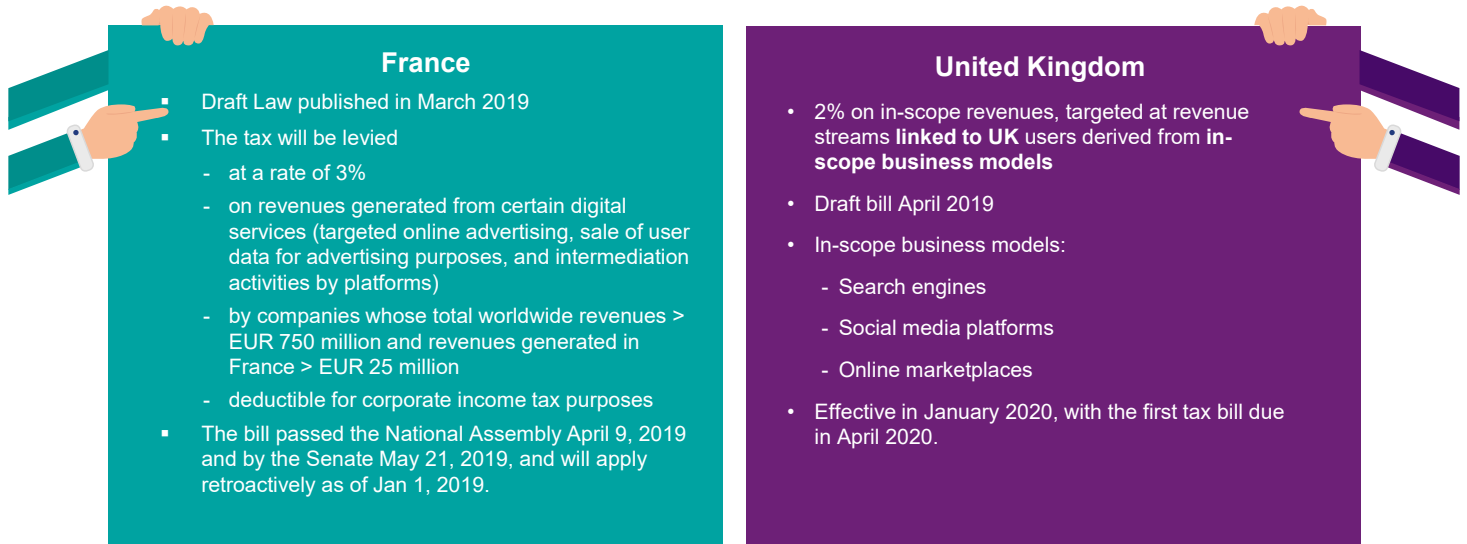 France
▪ Draft Law published in March 2019
▪ The tax will be levied
- at a rate of 3%
- on revenues generated from certain digital
services (targeted online advertising, sale of user
data for advertising purposes, and intermediation
activities by platforms)
- by companies whose total worldwide revenues >
EUR 750 million and revenues generated in
France > EUR 25 million
- deductible for corporate income tax purposes
▪ The bill passed the National Assembly April 9, 2019
and by the Senate May 21, 2019, and will apply
retroactively as of Jan 1, 2019.
United Kingdom
• 2% on in-scope revenues, targeted at revenue
streams linked to UK users derived from in-
scope business models
• Draft bill April 2019
• In-scope business models:
- Search engines
- Social media platforms
- Online marketplaces
• Effective in January 2020, with the first tax bill due
in April 2020.